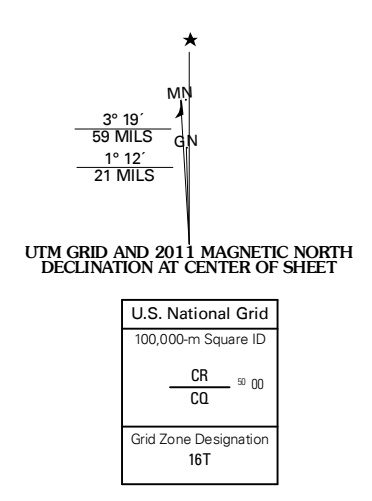 ★
MN
3° 19´
59 MILS
GN
1° 12´
21 MILS
UTM GRID AND 2011 MAGNETIC NORTH
DECLINATION AT CENTER OF SHEET
U.S. National Grid
100,000-m Square ID
CR
50 00
CQ
Grid Zone Designation
16T